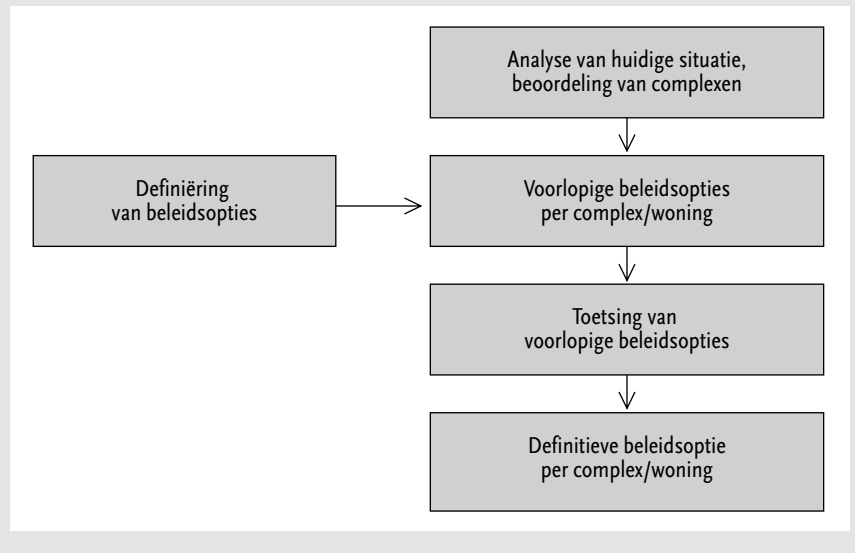 Analyse van huidige situatie,
beoordeling van complexen
Definiëring
van beleidsopties
Voorlopige beleidsopties
per complex/woning
Toetsing van
voorlopige beleidsopties
Definitieve beleidsoptie
per complex/woning